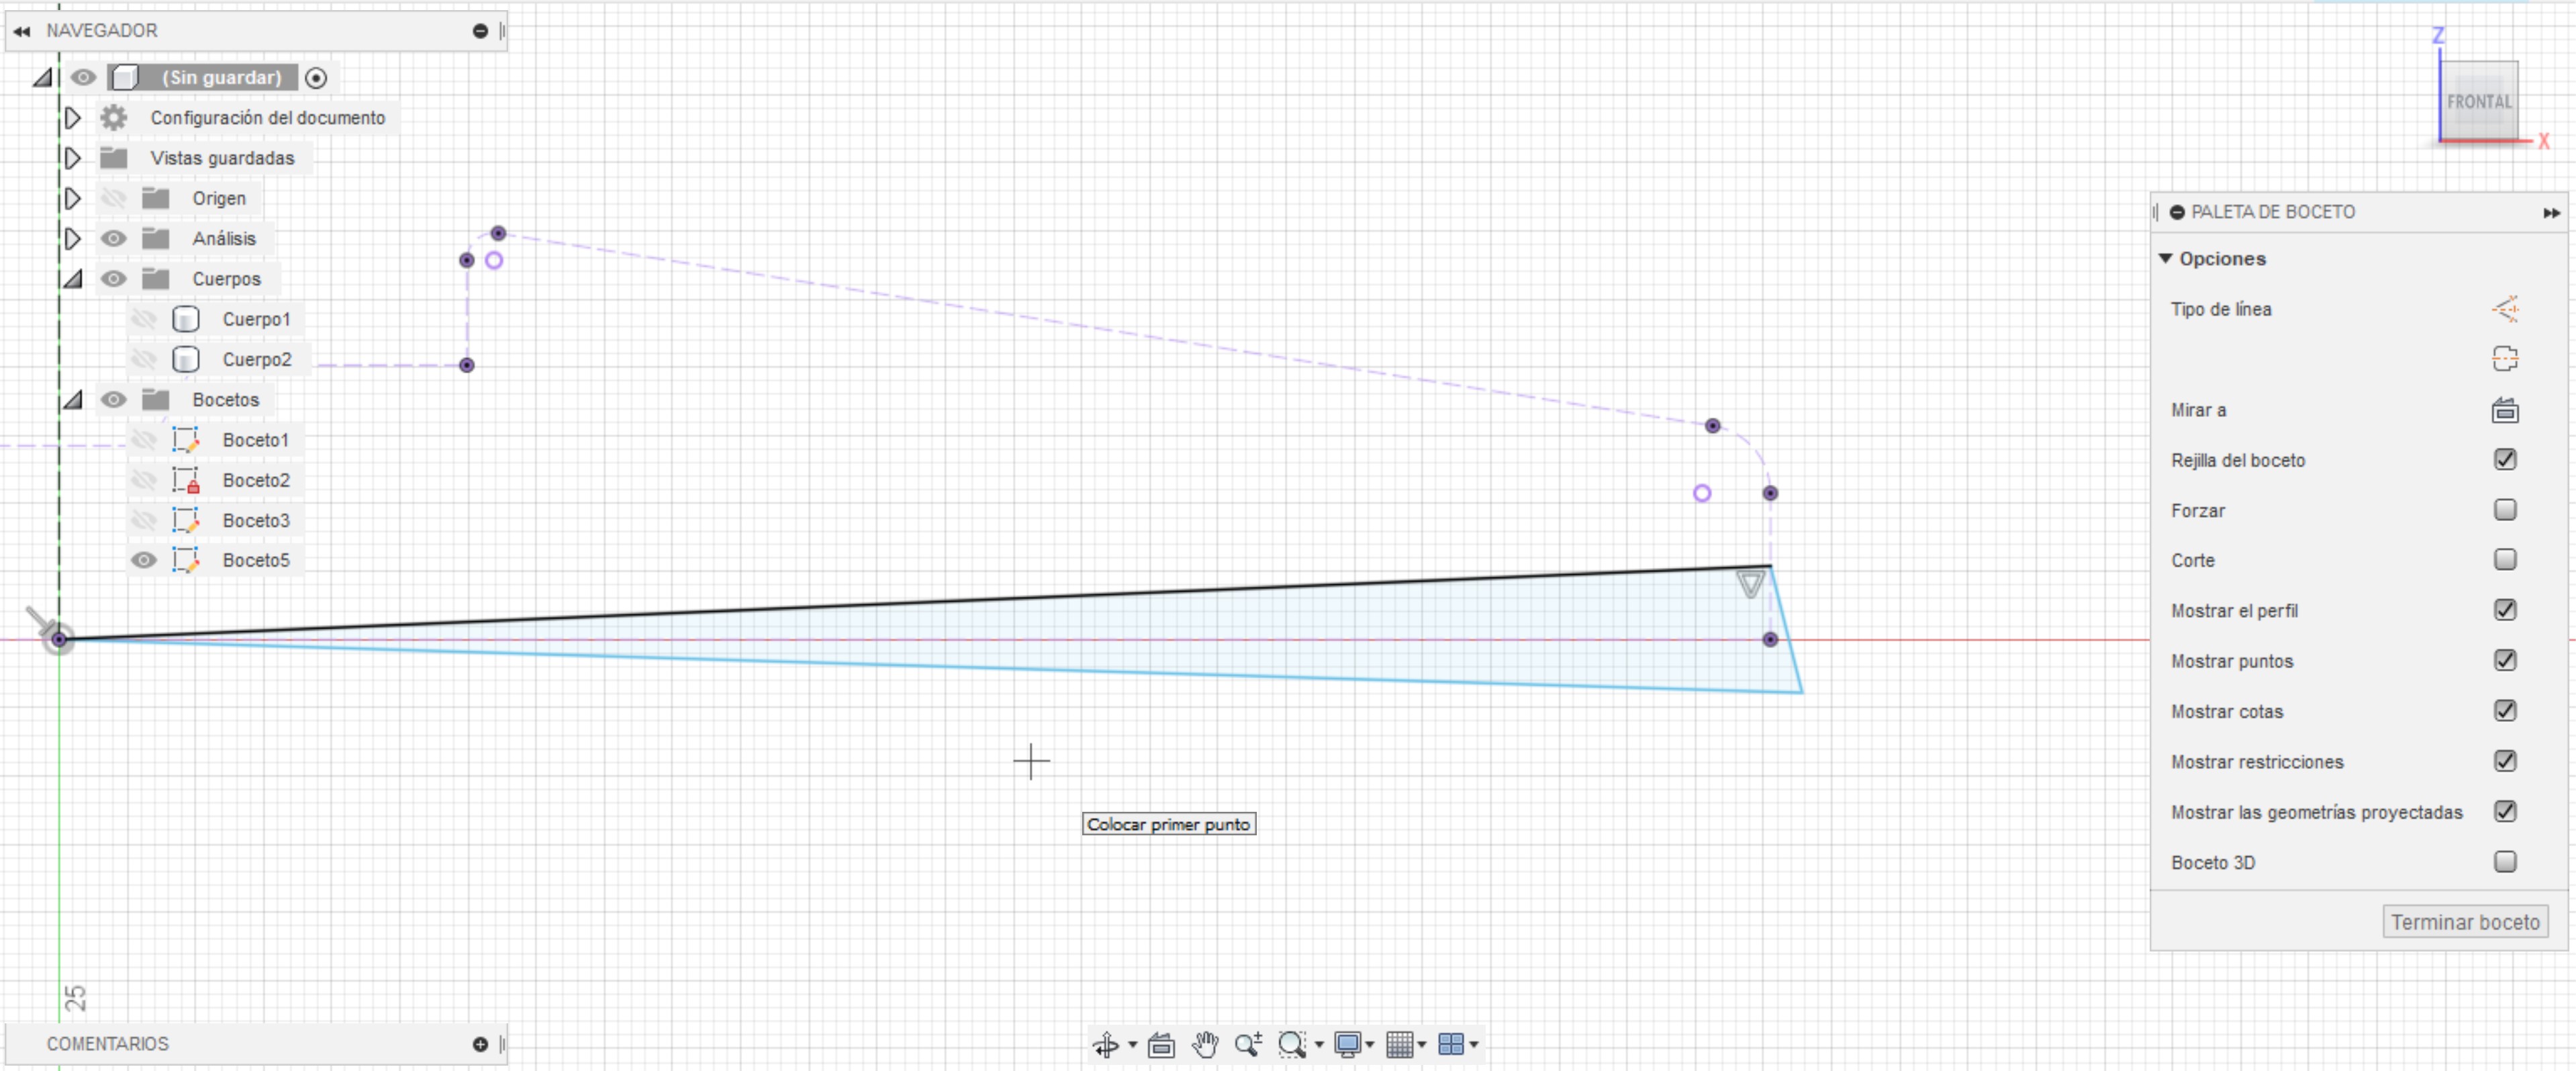 NAVEGADOR
(Sin guardar)
Configuración del documento
Vistas guardadas
Origen
Análisis
Cuerpos
Cuerpo1
Cuerpo2
Bocetos
Boceto1
Boceto2
Boceto3
Boceto5
25
COMENTARIOS
Colocar primer punto
Z
FRONTAL
X
PALETA DE BOCETO
Opciones
Tipo de línea
Mirar a
Rejilla del boceto
Forzar
Corte
Mostrar el perfil
Mostrar puntos
Mostrar cotas
Mostrar restricciones
Mostrar las geometrías proyectadas
Boceto 3D
Terminar boceto